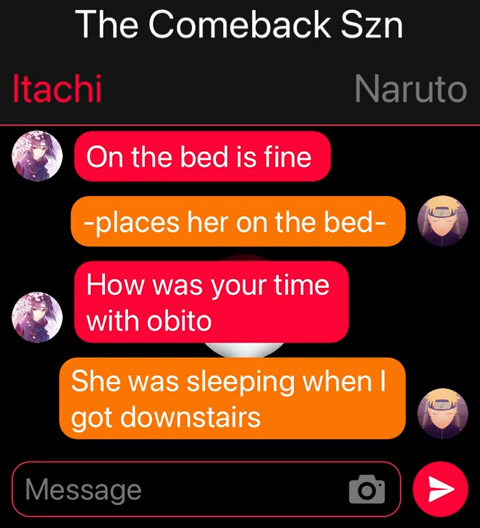 The Comeback Szn
Itachi
Naruto
On the bed is fine
-places her on the bed-
How was your time
with obito
She was sleeping when I
got downstairs
Message